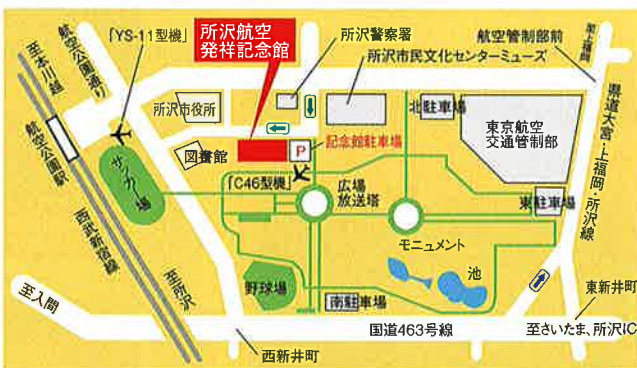 至本川越
航空公園通り
「YS-11型機」
所沢航空
発祥記念館
所沢警察署
所沢市民文化センターミューズ
航空管制部前
至上福岡
県道大宮・上福岡・所沢線
航空公園駅
所沢市役所
北駐車場
東京航空
交通管制部
図書館
P
記念館駐車場
サッカー場
「C46型機」
広場
放送塔
東駐車場
西武新宿線
至所沢
モニュメント
池
野球場
南駐車場
東新井町
至入間
国道463号線
至さいたま、所沢IC
西新井町